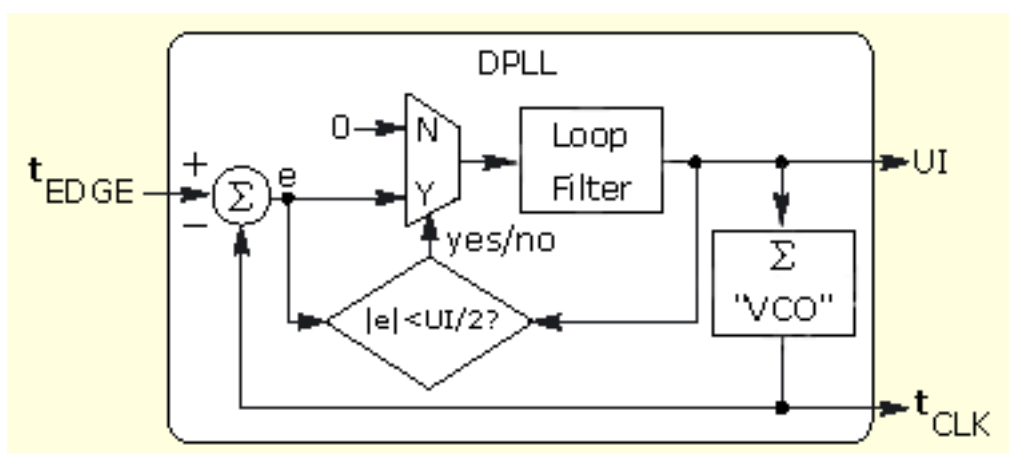 DPLL
0
N
Loop
Filter
+
t EDGE
Σ
e
Y
UI
−
yes/no
Σ
"VCO"
|e|<UI/2?
t CLK